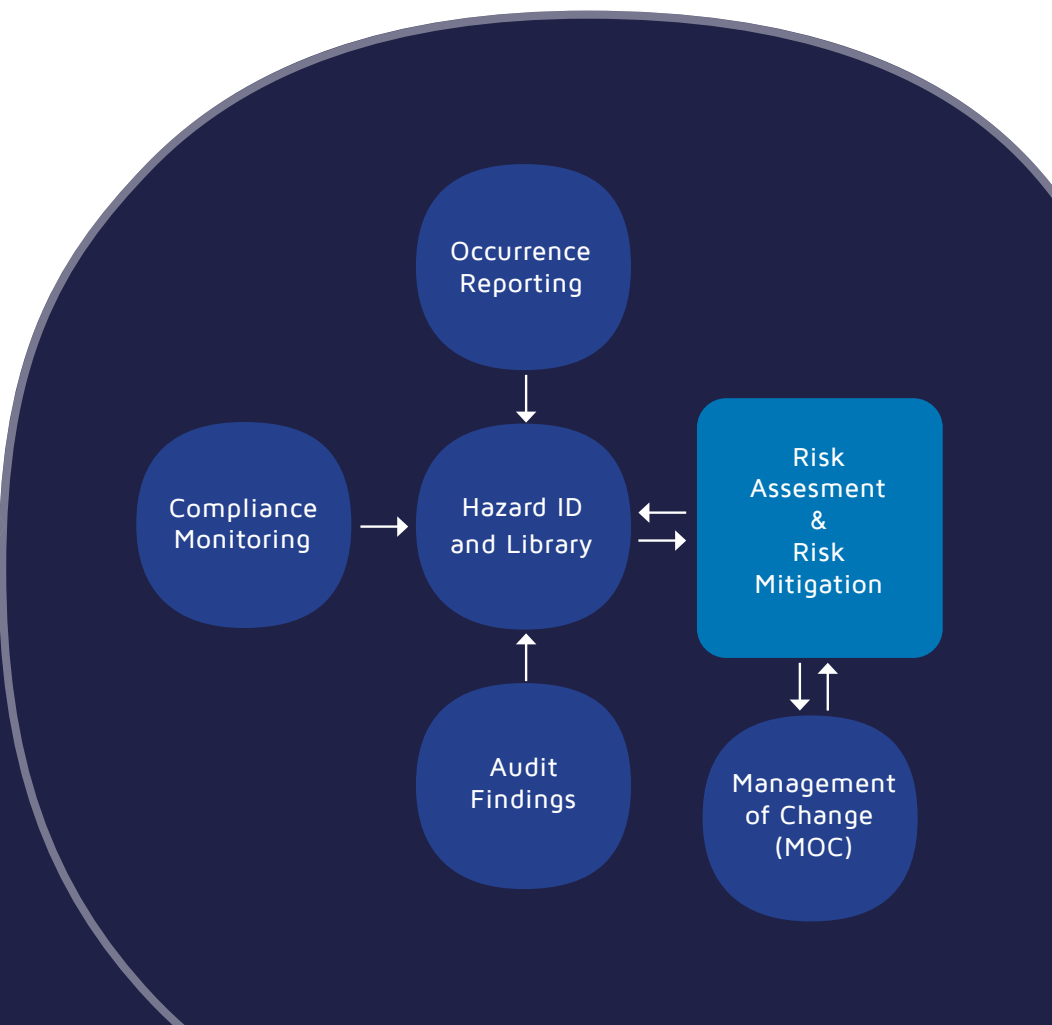 Occurrence
Reporting
Compliance
Monitoring
Hazard ID
and Library
Risk
Assesment
&
Risk
Mitigation
Audit
Findings
Management
of Change
(MOC)